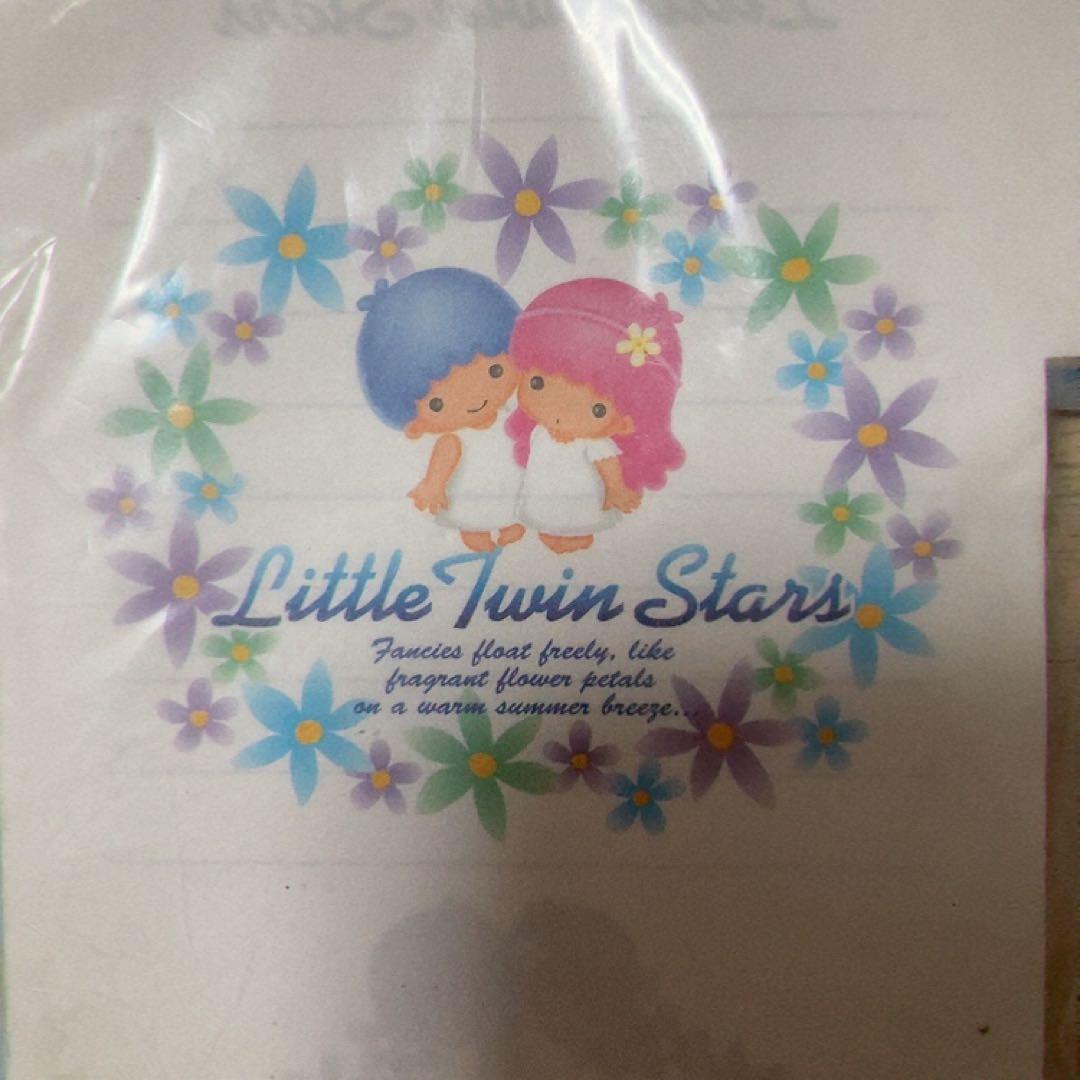 Little Twin Stars
Fancies float freely, like
fragrant flower petals
on a warm summer breeze...